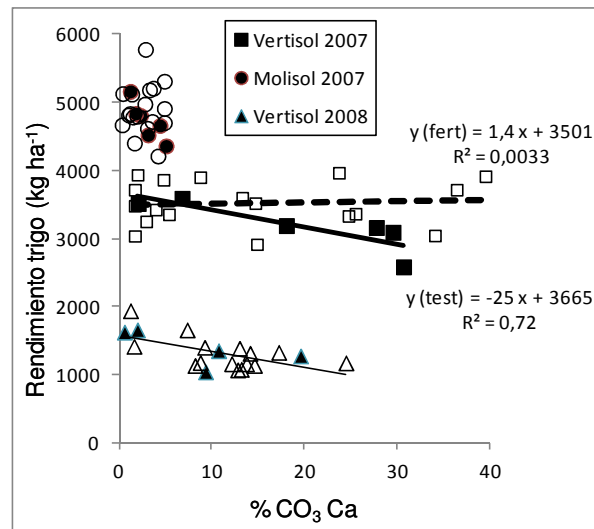 6000
5000
4000
3000
2000
1000
0
Rendimiento trigo (kg ha-1)
Vertisol 2007
Molisol 2007
Vertisol 2008
y (fert) = 1,4 x + 3501
R² = 0,0033
y (test) = -25 x + 3665
R² = 0,72
0 10 20 30 40
% CO3 Ca